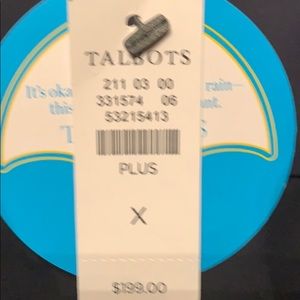 TALBOTS
211 03 00
331574 06
53215413
PLUS
X
$199.00
It's oka rain—
this nt.
T S